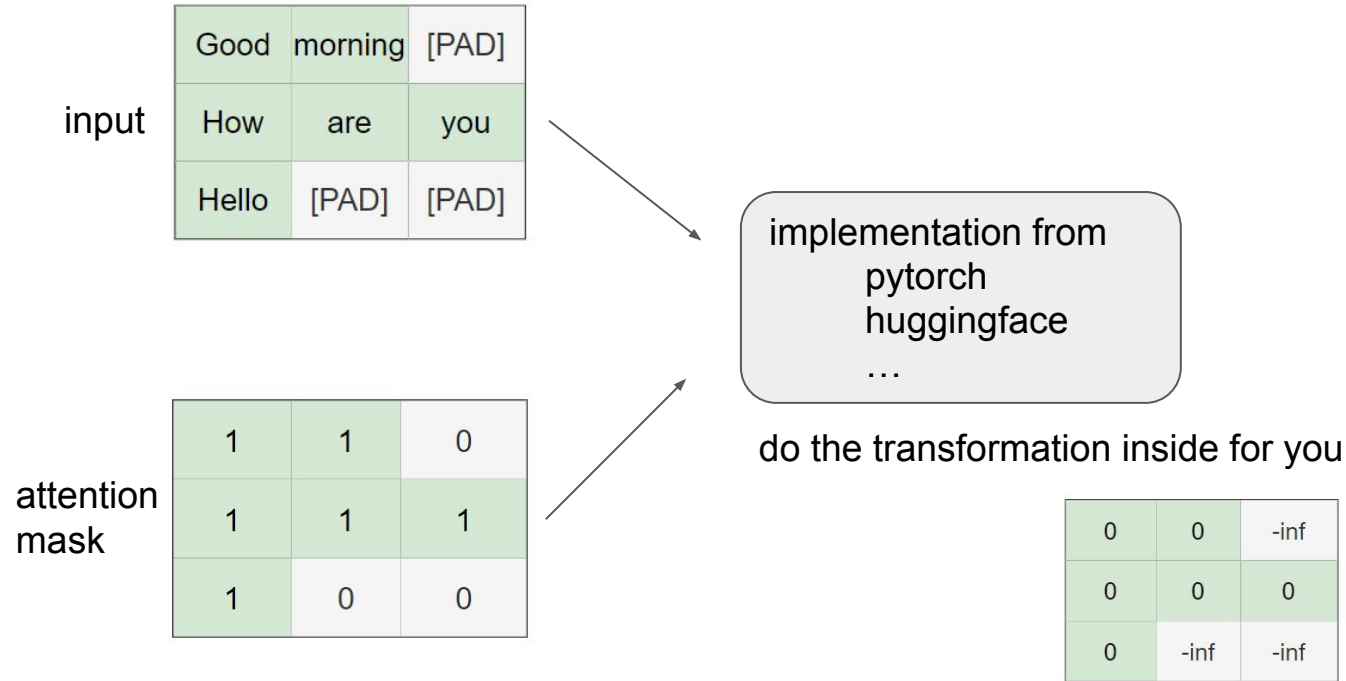 Good morning [PAD]
input How are you
Hello [PAD] [PAD]
implementation from
pytorch
huggingface
…
do the transformation inside for you
1 1 0
attention
mask
1 1 1
1 0 0
0 0 -inf
0 0 0
0 -inf -inf